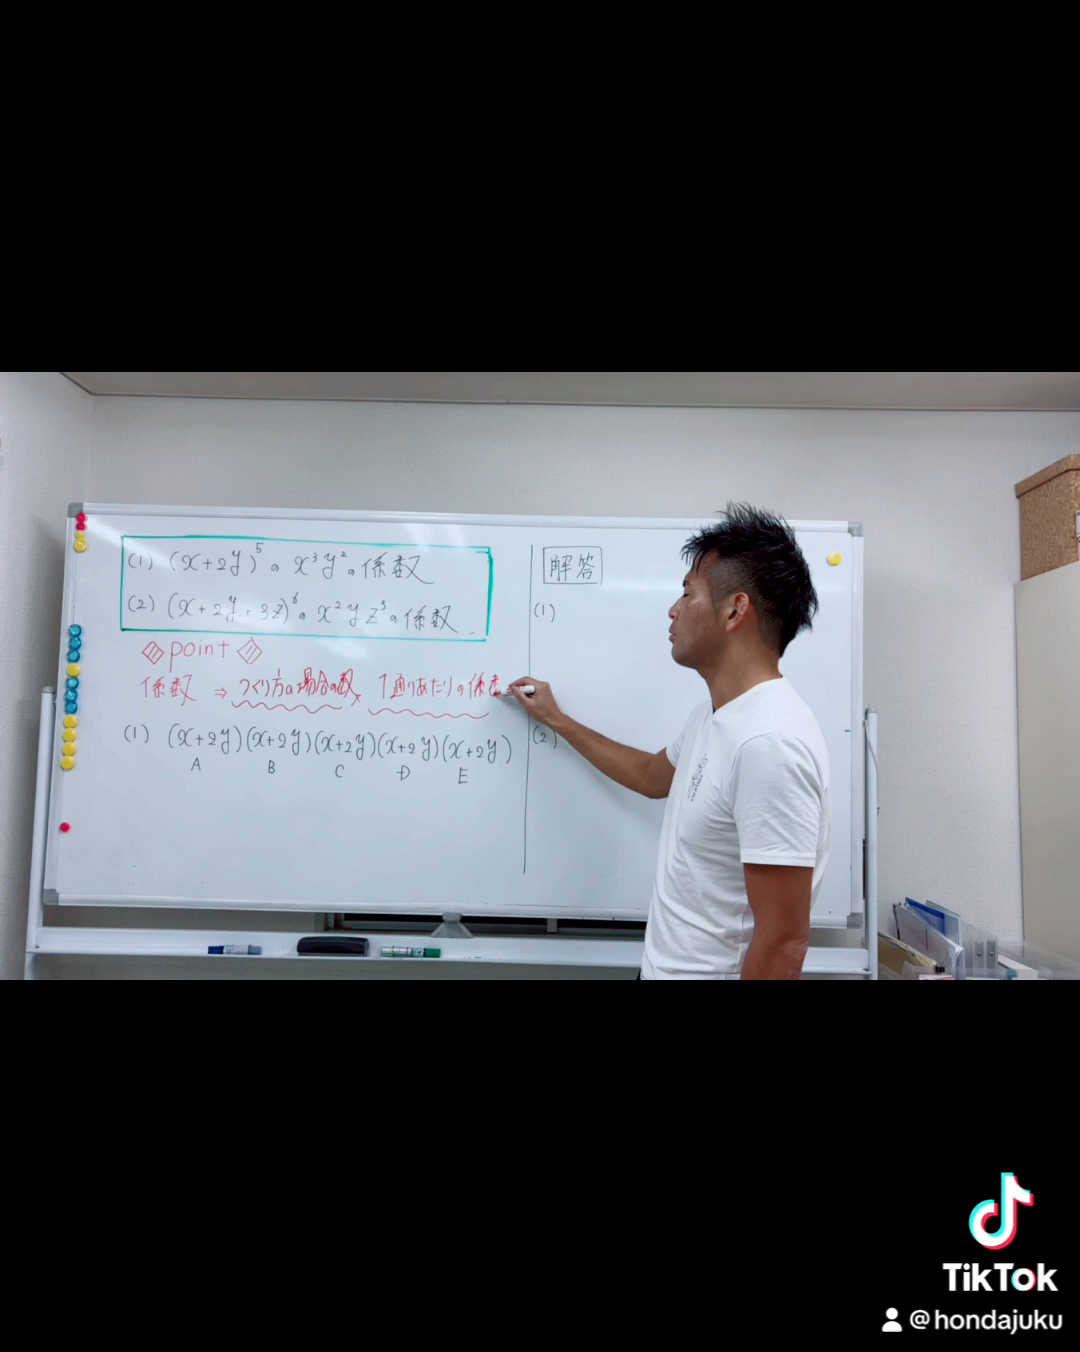 (1) (x+2y)⁵の x³y²の係数
(2) (x+2y+3z)⁶の x²yz³の係数
point
係数 ⇒ つくり方の場合の数 × 1通りあたりの係数
(1) (x+2y)(x+2y)(x+2y)(x+2y)(x+2y)
A B C D E
解答
(1)
(2)
TikTok
@hondajuku